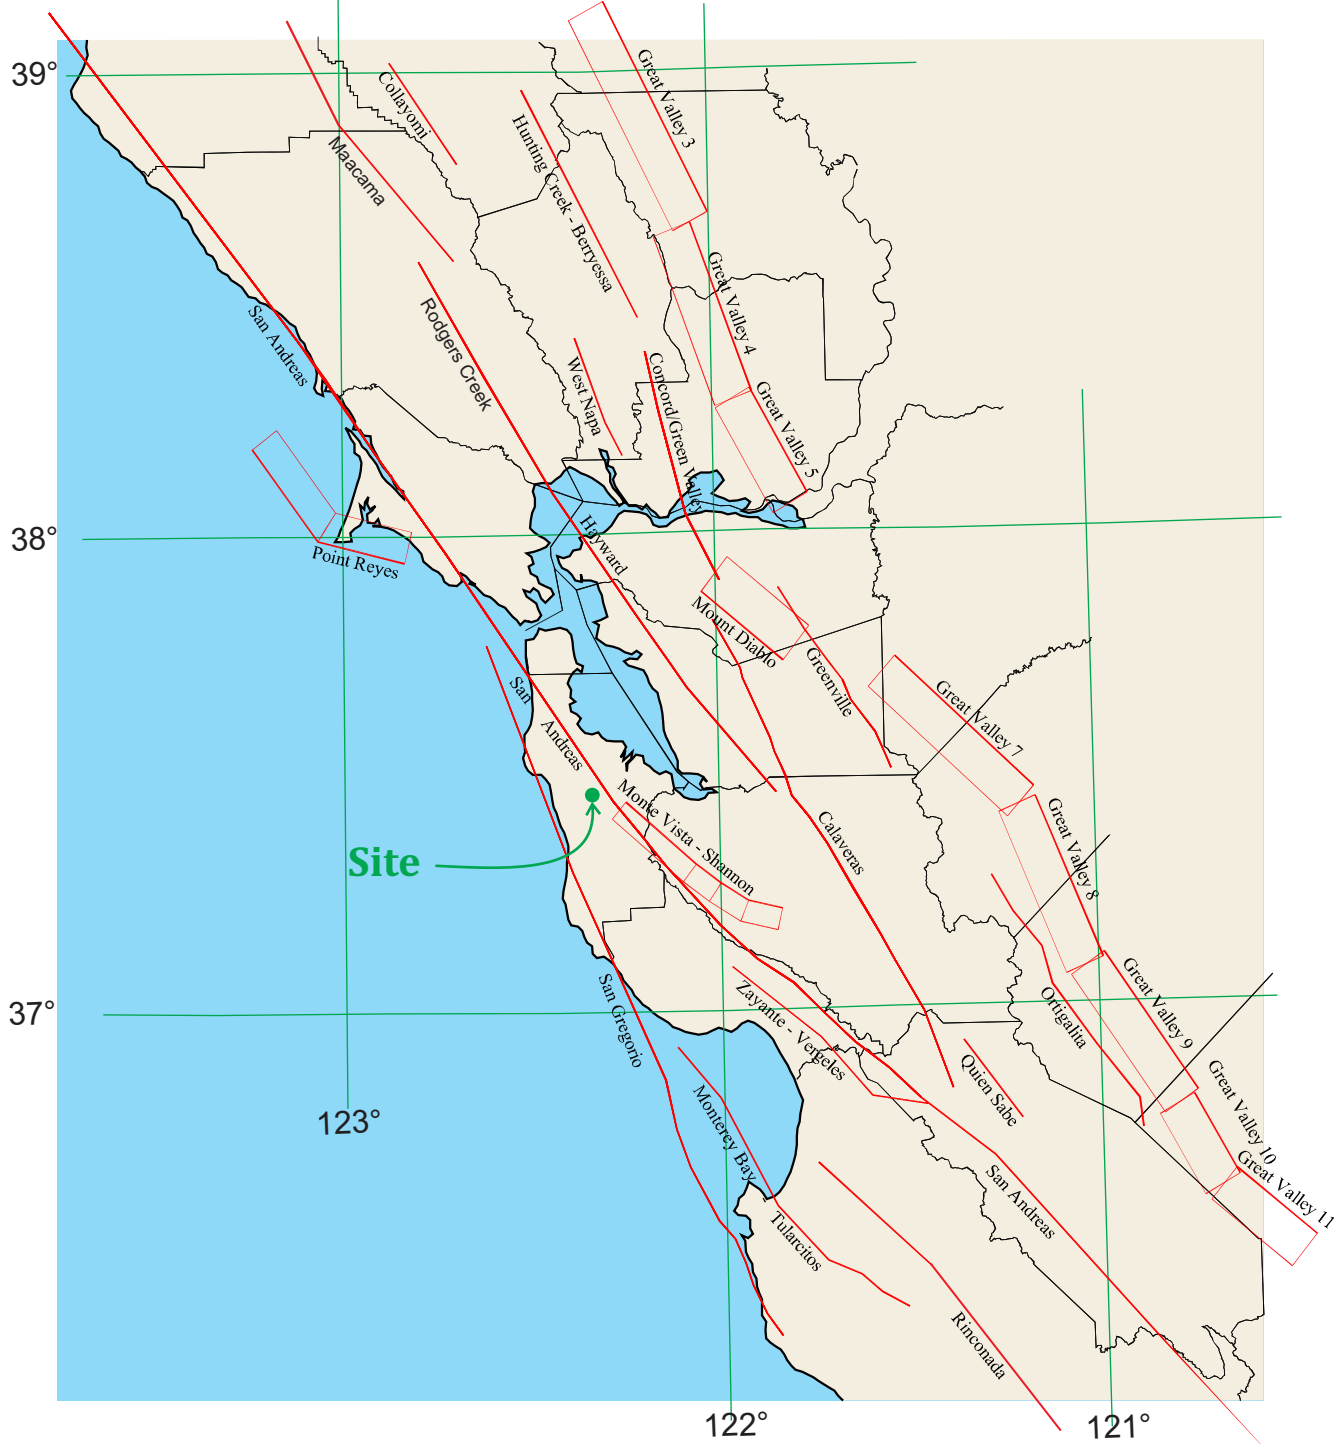 39°
Collayomi
Maacama
Great Valley 3
Hunting Creek - Berryessa
San Andreas
Rodgers Creek
Great Valley 4
West Napa
Concord/Green Valley
Great Valley 5
38°
Point Reyes
Hayward
Mount Diablo
Greenville
San
Andreas
Great Valley 7
Monte Vista - Shannon
Site
Calaveras
Great Valley 8
37°
San Gregorio
Zayante - Vergeles
Ortigalita
Great Valley 9
Quien Sabe
Monterey Bay
123°
Great Valley 10
Great Valley 11
San Andreas
Tularcitos
Rinconada
122°
121°